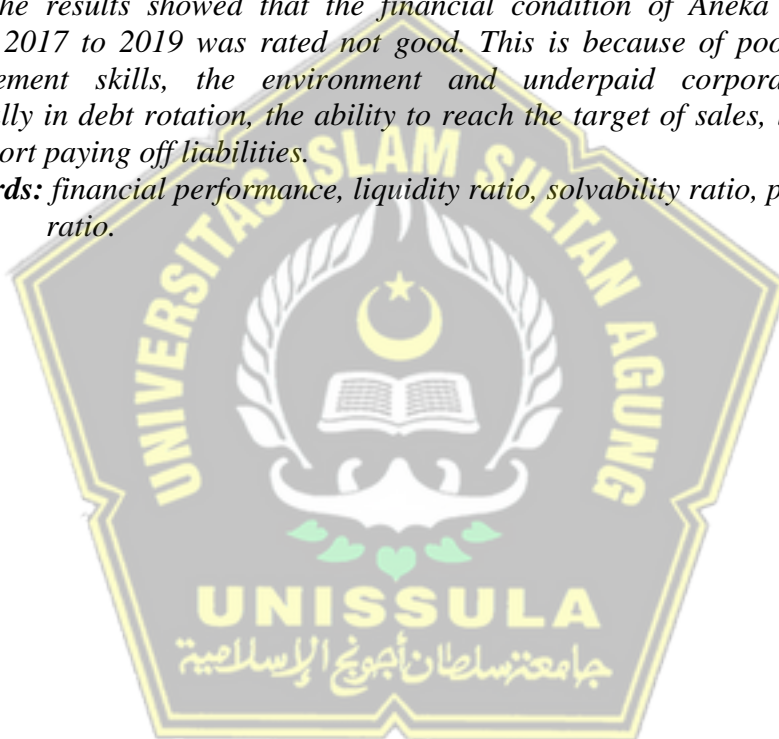 he results showed that the financial condition of Aneka
2017 to 2019 was rated not good. This is because of poo
ement skills, the environment and underpaid corpora
lly in debt rotation, the ability to reach the target of sales,
ort paying off liabilities.
rds: financial performance, liquidity ratio, solvability ratio, p
ratio.
UNIVERSITAS ISLAM SULTAN AGUNG
UNISSULA
جامعتنسلطان أجونج الإسلامية